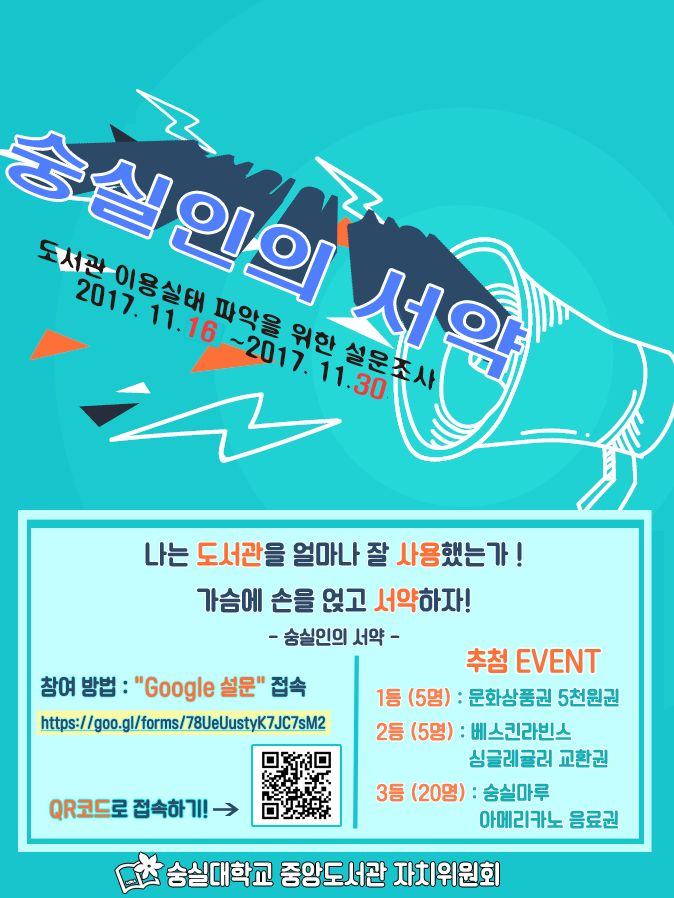 숭실인의 서약
도서관 이용실태 파악을 위한 설문조사
2017. 11.16 ~2017. 11.30.
나는 도서관을 얼마나 잘 사용했는가 !
가슴에 손을 얹고 서약하자!
- 숭실인의 서약 -
참여 방법 : "Google 설문" 접속
https://goo.gl/forms/78UeUustyK7JC7sM2
QR코드로 접속하기! →
추첨 EVENT
1등 (5명) : 문화상품권 5천원권
2등 (5명) : 베스킨라빈스
싱글레귤러 교환권
3등 (20명) : 숭실마루
아메리카노 음료권
숭실대학교 중앙도서관 자치위원회